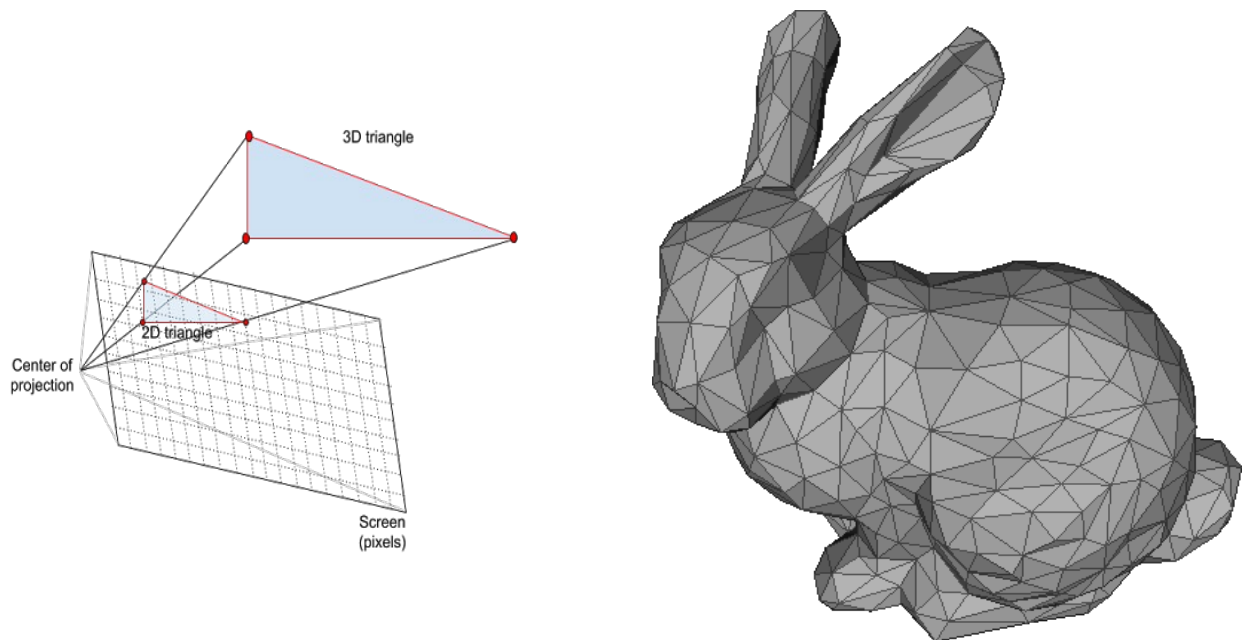 3D triangle
2D triangle
Center of
projection
Screen
(pixels)